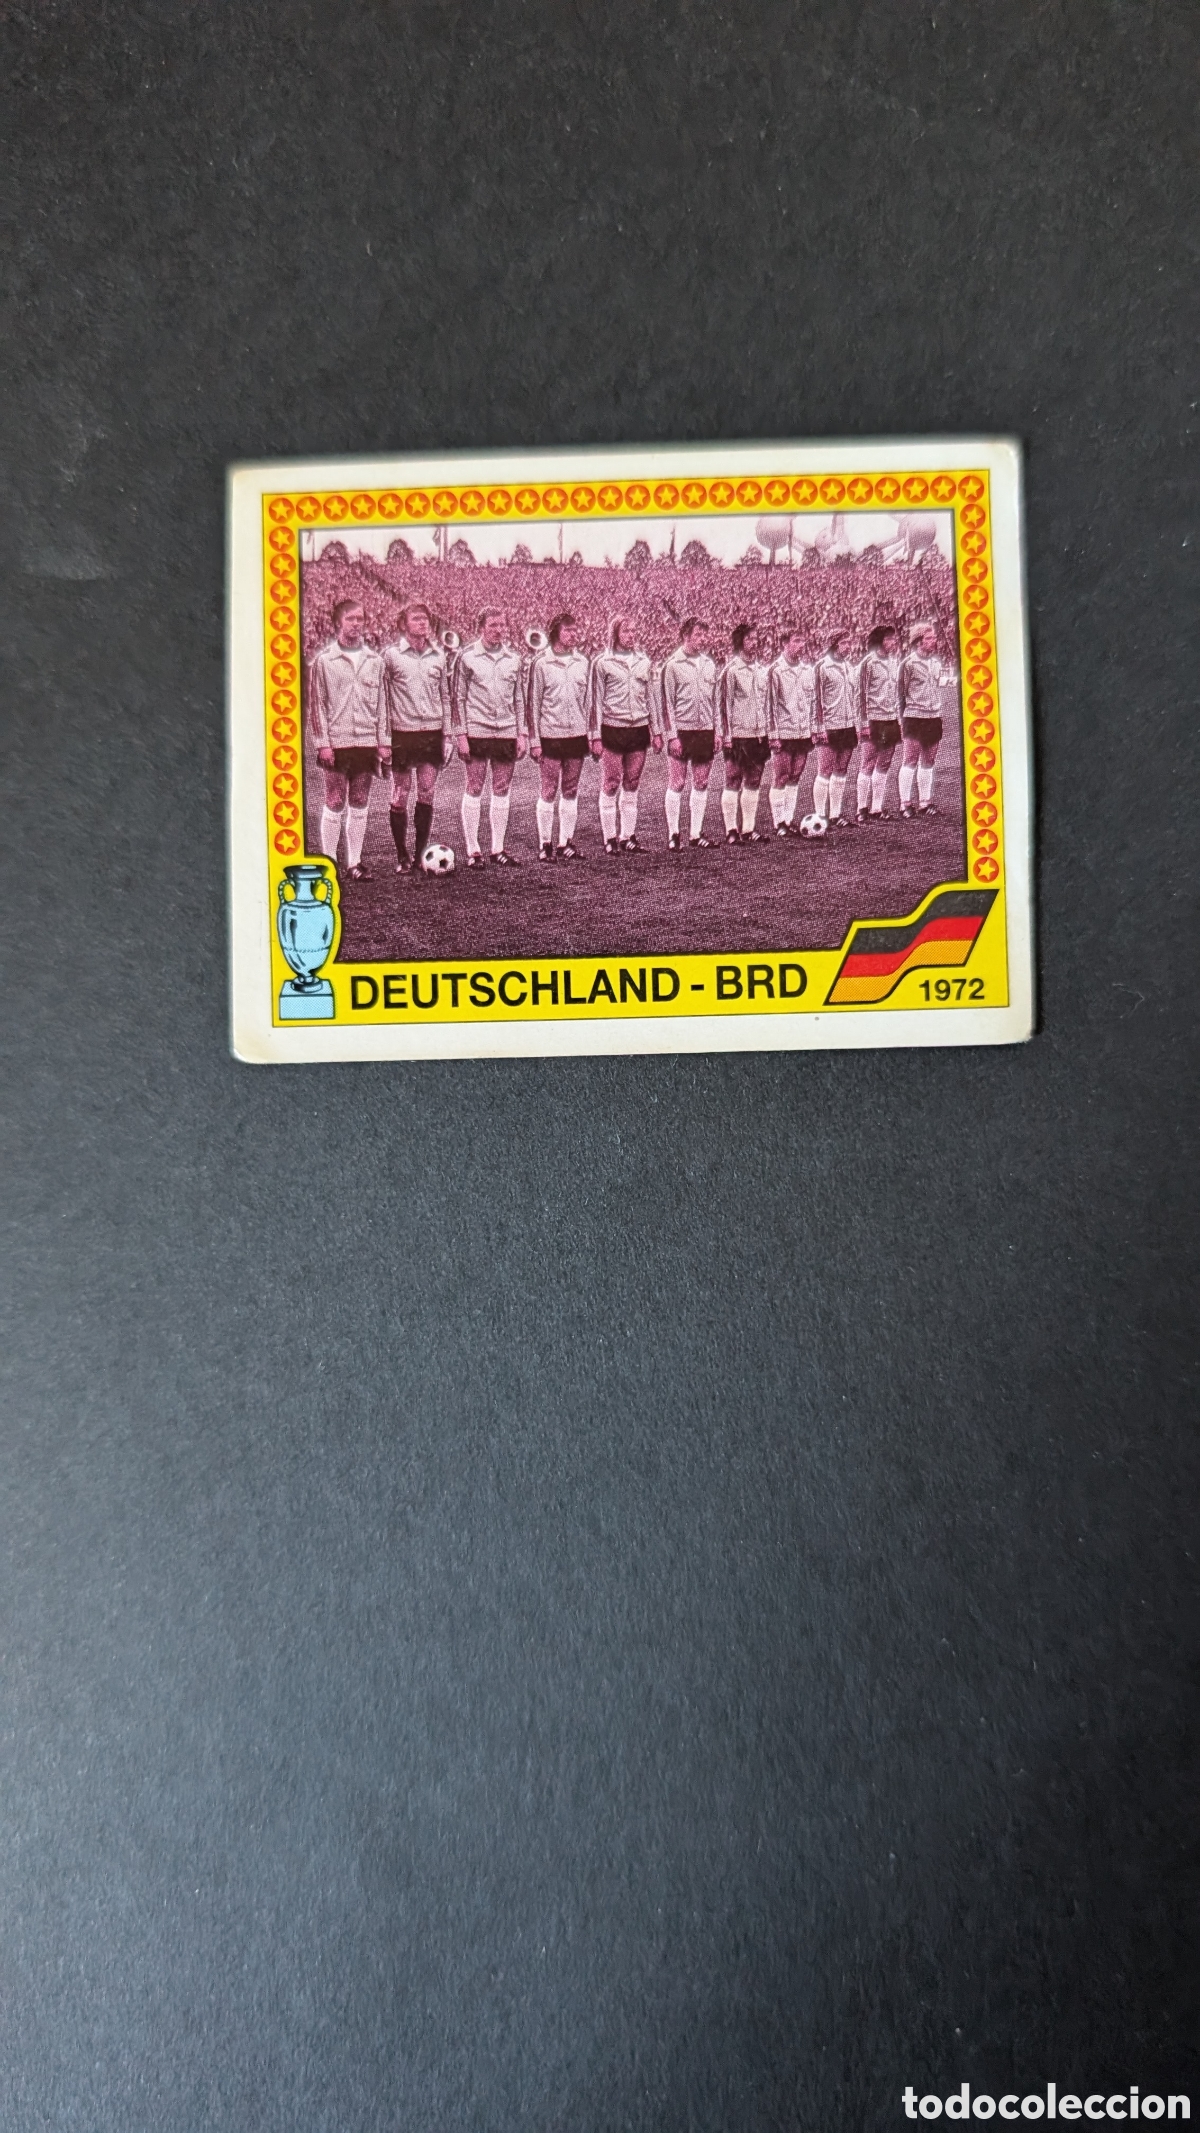 DEUTSCHLAND - BRD
1972
todocoleccion